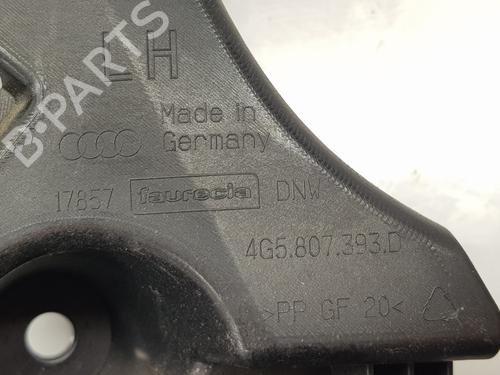 LH
Made in
Germany
17857 faurecia DNW
4G5.807.393.D
>PP GF 20<
B-PARTS